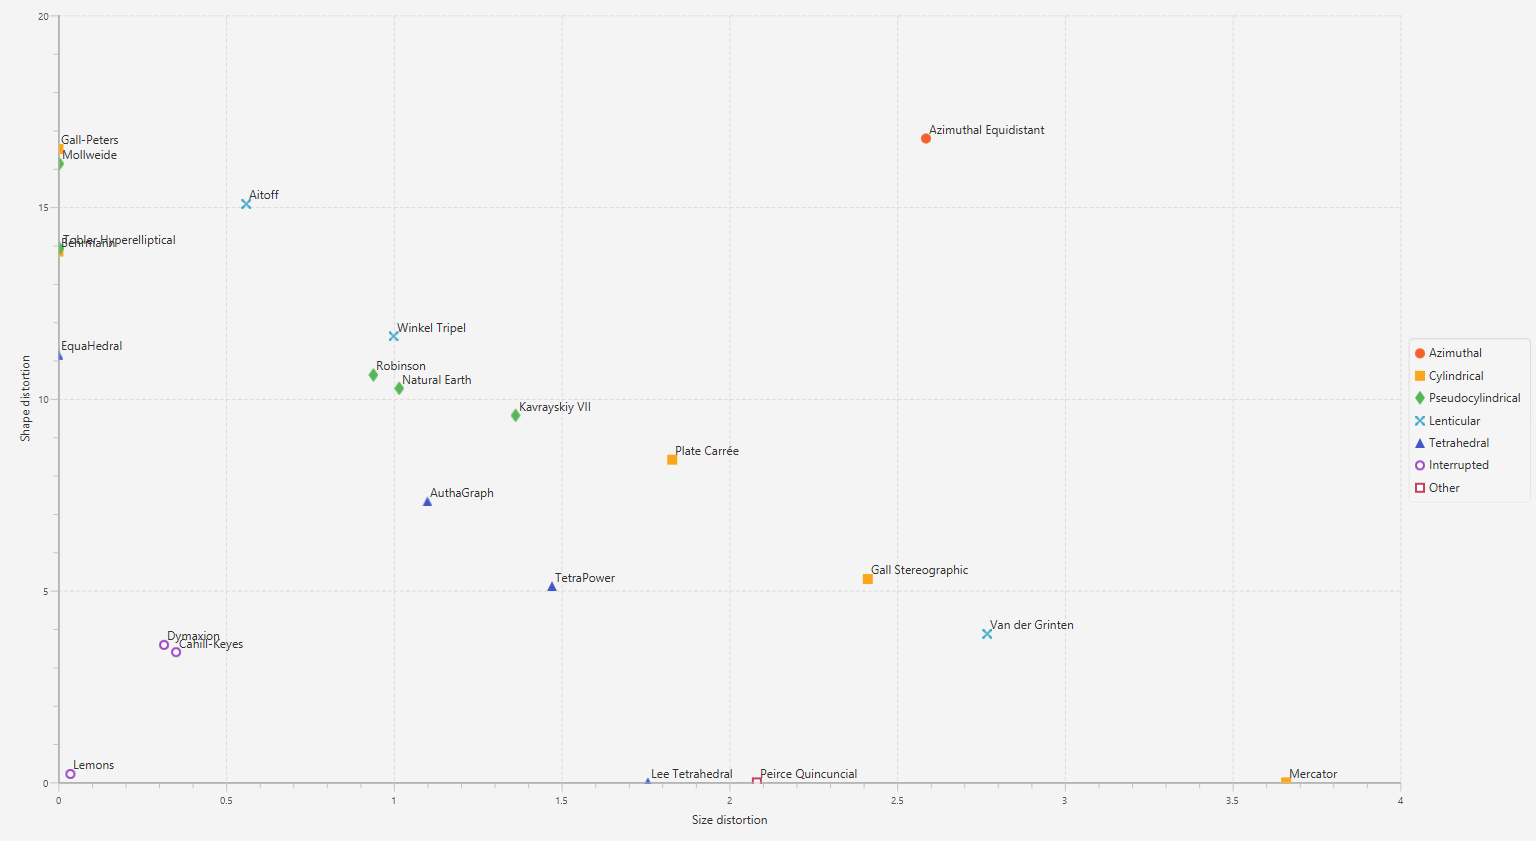 20
Gall-Peters
Mollweide
Azimuthal Equidistant
Aitoff
15
Tobler Hyperelliptical
Behrmann
Winkel Tripel
EquaHedral
Robinson
Natural Earth
10
Kavrayskiy VII
Plate Carrée
AuthaGraph
Gall Stereographic
TetraPower
5
Van der Grinten
Dymaxion
Cahill-Keyes
Lemons
Lee Tetrahedral
Peirce Quincuncial
Mercator
0
0 0.5 1 1.5 2 2.5 3 3.5 4
Size distortion
Shape distortion
Azimuthal
Cylindrical
Pseudocylindrical
Lenticular
Tetrahedral
Interrupted
Other